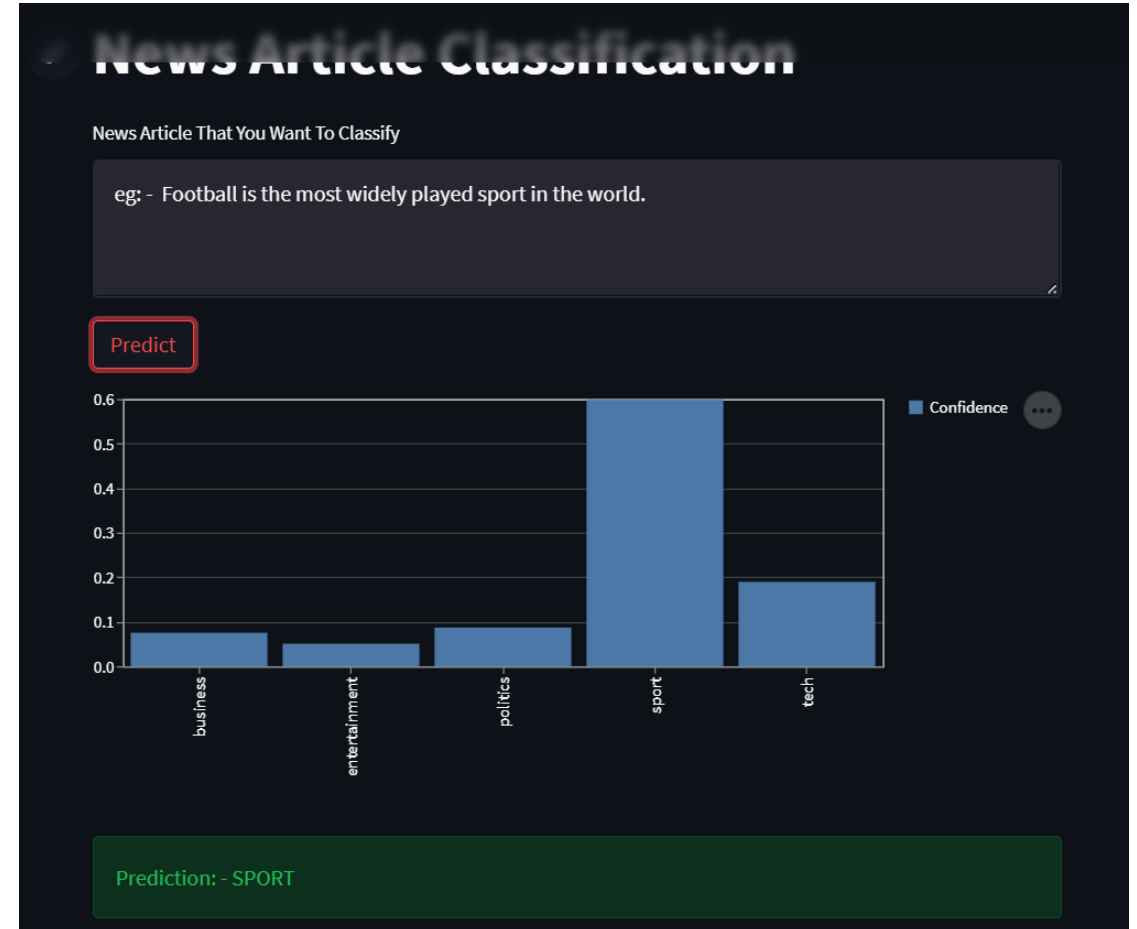 News Article Classification
News Article That You Want To Classify
eg: -  Football is the most widely played sport in the world.
Predict
0.6
0.5
0.4
0.3
0.2
0.1
0.0
Confidence
business
entertainment
politics
sport
tech
Prediction: - SPORT